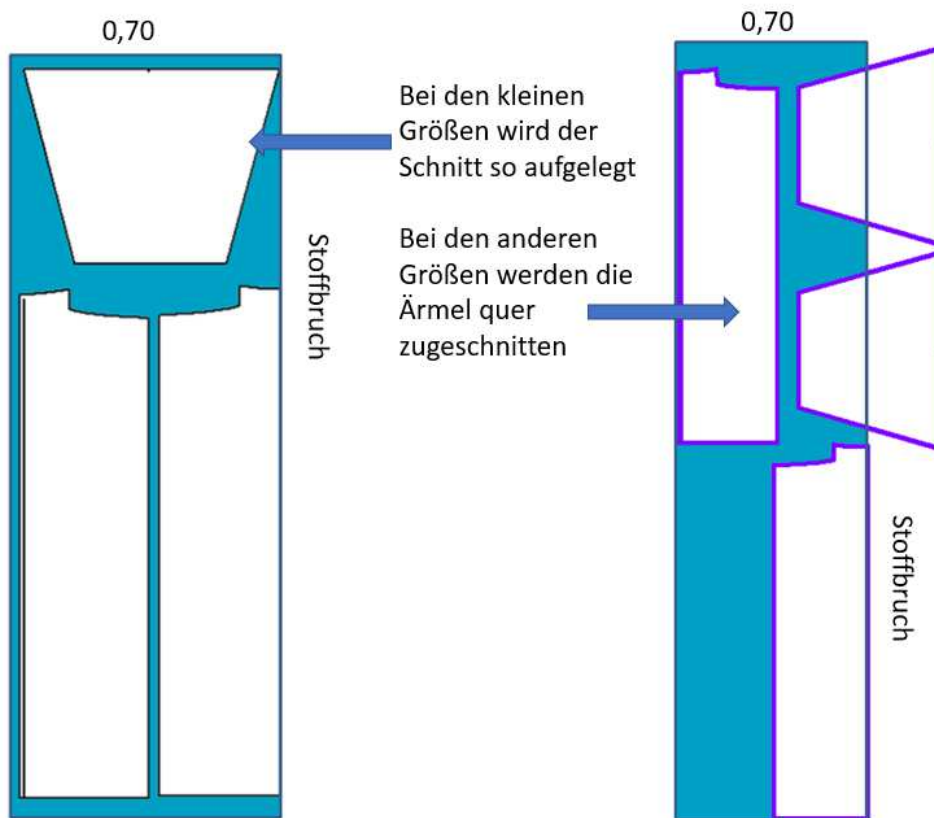 0,70
0,70
Bei den kleinen
Größen wird der
Schnitt so aufgelegt
Stoffbruch
Bei den anderen
Größen werden die
Ärmel quer
zugeschnitten
Stoffbruch